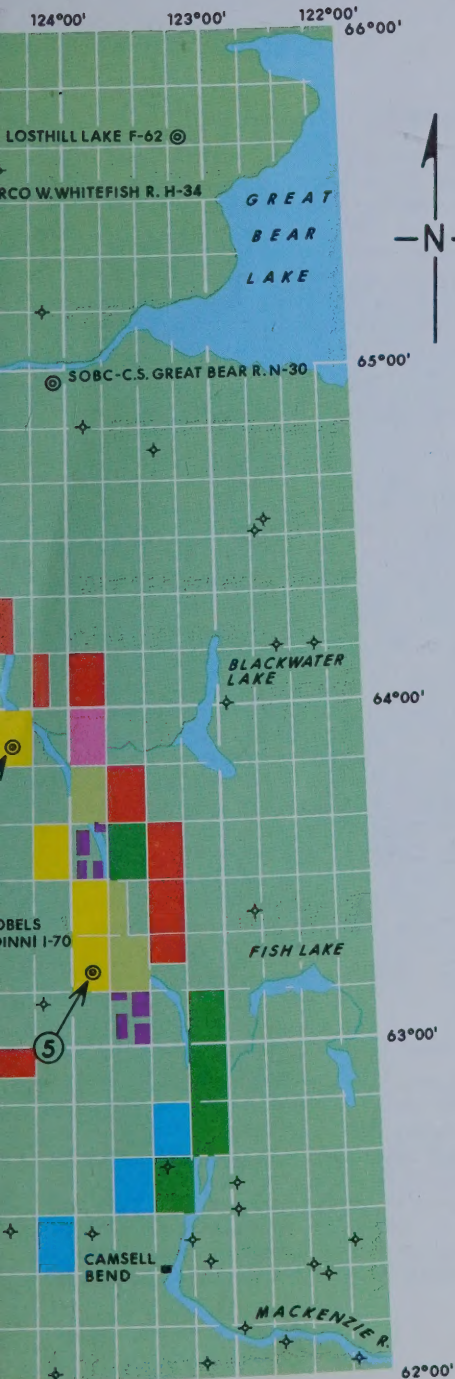 124°00'
123°00'
122°00'
66°00'
LOSTHILL LAKE F-62
RCO W. WHITEFISH R. H-34
GREAT
BEAR
LAKE
-N-
65°00'
SOBC-C.S. GREAT BEAR R. N-30
BLACKWATER
LAKE
64°00'
OBELS
DINNI I-70
FISH LAKE
5
63°00'
CAMSELL
BEND
MACKENZIE R.
62°00'